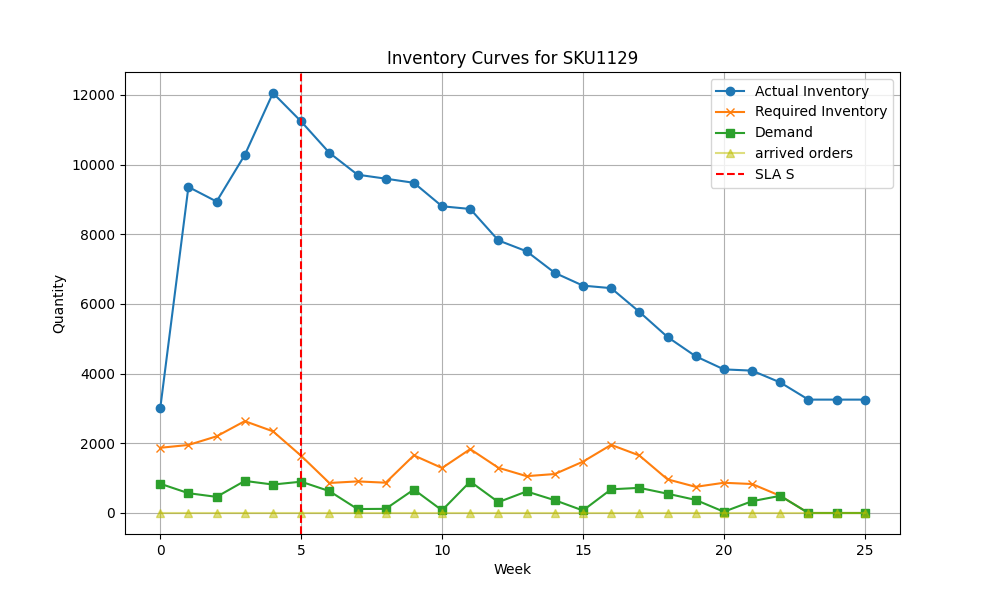 Inventory Curves for SKU1129
Actual Inventory
Required Inventory
Demand
arrived orders
SLA S
Quantity
12000
10000
8000
6000
4000
2000
0
0 5 10 15 20 25
Week